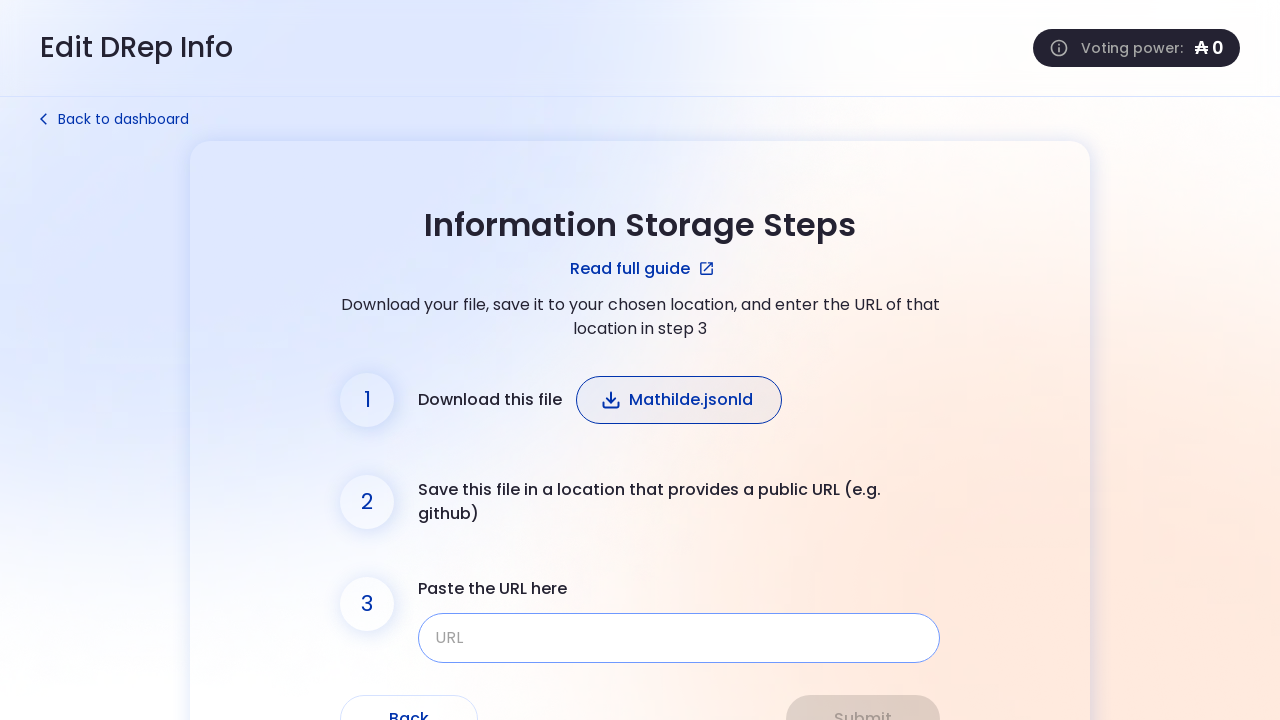 Edit DRep Info
Voting power: ₳ 0
Back to dashboard
Information Storage Steps
Read full guide
Download your file, save it to your chosen location, and enter the URL of that
location in step 3
1
Download this file
Mathilde.jsonld
2
Save this file in a location that provides a public URL (e.g.
github)
3
Paste the URL here
URL
Back
Submit